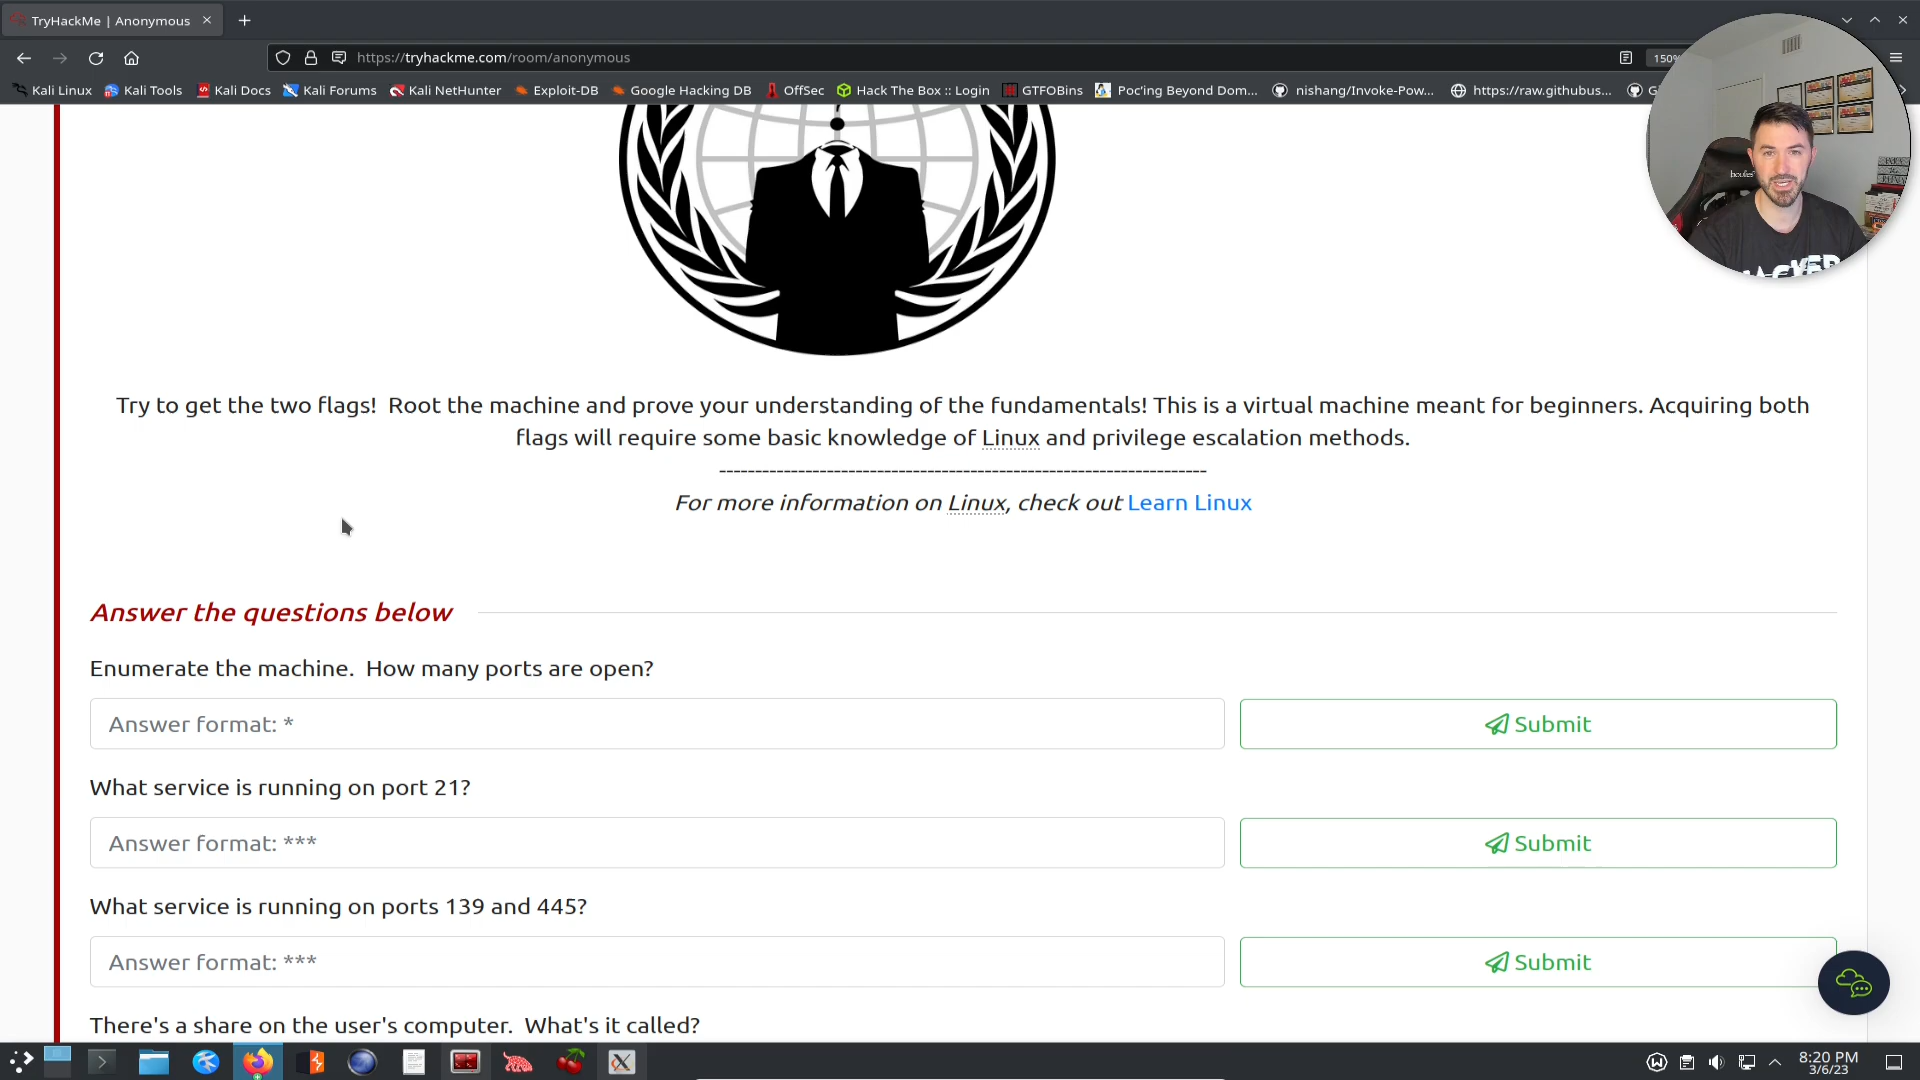 TryHackMe | Anonymous
https://tryhackme.com/room/anonymous
150%
Kali Linux
Kali Tools
Kali Docs
Kali Forums
Kali NetHunter
Exploit-DB
Google Hacking DB
OffSec
Hack The Box :: Login
GTFOBins
Poc'ing Beyond Dom...
nishang/Invoke-Pow...
https://raw.githubus...
Try to get the two flags!  Root the machine and prove your understanding of the fundamentals! This is a virtual machine meant for beginners. Acquiring both
flags will require some basic knowledge of Linux and privilege escalation methods.
--------------------------------------------------------------------
For more information on Linux, check out Learn Linux
Answer the questions below
Enumerate the machine.  How many ports are open?
Answer format: *
Submit
What service is running on port 21?
Answer format: ***
Submit
What service is running on ports 139 and 445?
Answer format: ***
Submit
There's a share on the user's computer.  What's it called?
8:20 PM
3/6/23